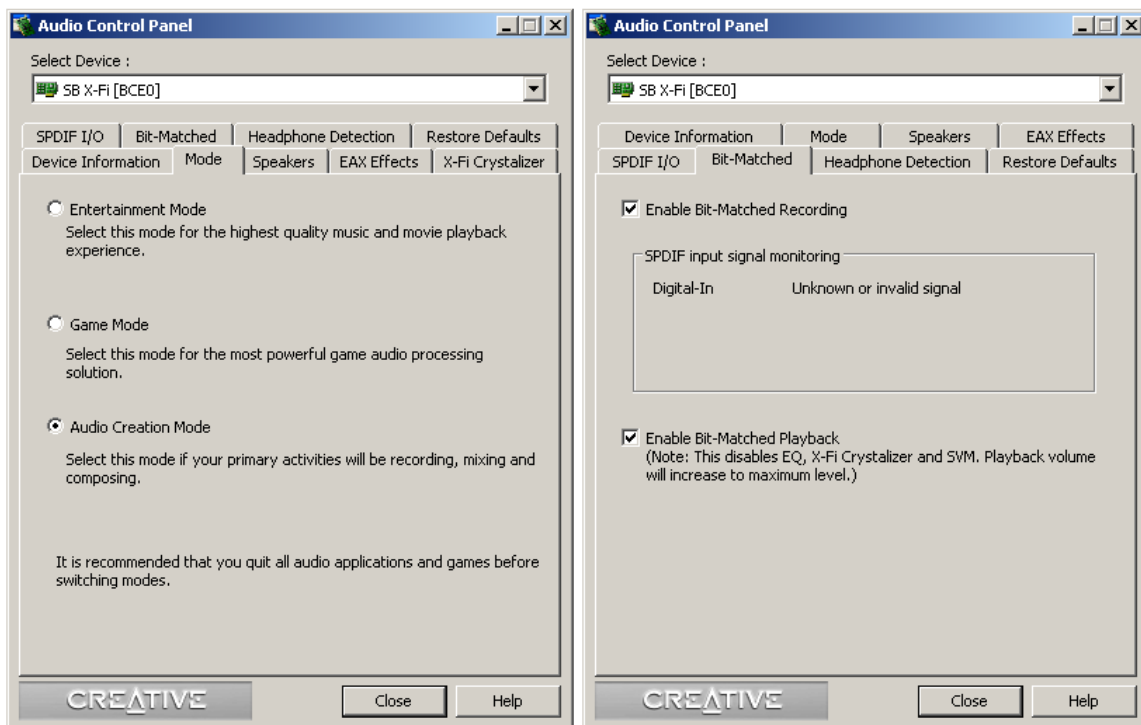 Audio Control Panel
Select Device :
SB X-Fi [BCE0]
SPDIF I/O Bit-Matched Headphone Detection Restore Defaults
Device Information Mode Speakers EAX Effects X-Fi Crystalizer
Entertainment Mode
Select this mode for the highest quality music and movie playback
experience.
Game Mode
Select this mode for the most powerful game audio processing
solution.
Audio Creation Mode
Select this mode if your primary activities will be recording, mixing and
composing.
It is recommended that you quit all audio applications and games before
switching modes.
CREATIVE Close Help
Audio Control Panel
Select Device :
SB X-Fi [BCE0]
Device Information Mode Speakers EAX Effects
SPDIF I/O Bit-Matched Headphone Detection Restore Defaults
Enable Bit-Matched Recording
SPDIF input signal monitoring
Digital-In Unknown or invalid signal
Enable Bit-Matched Playback
(Note: This disables EQ, X-Fi Crystalizer and SVM. Playback volume
will increase to maximum level.)
CREATIVE Close Help